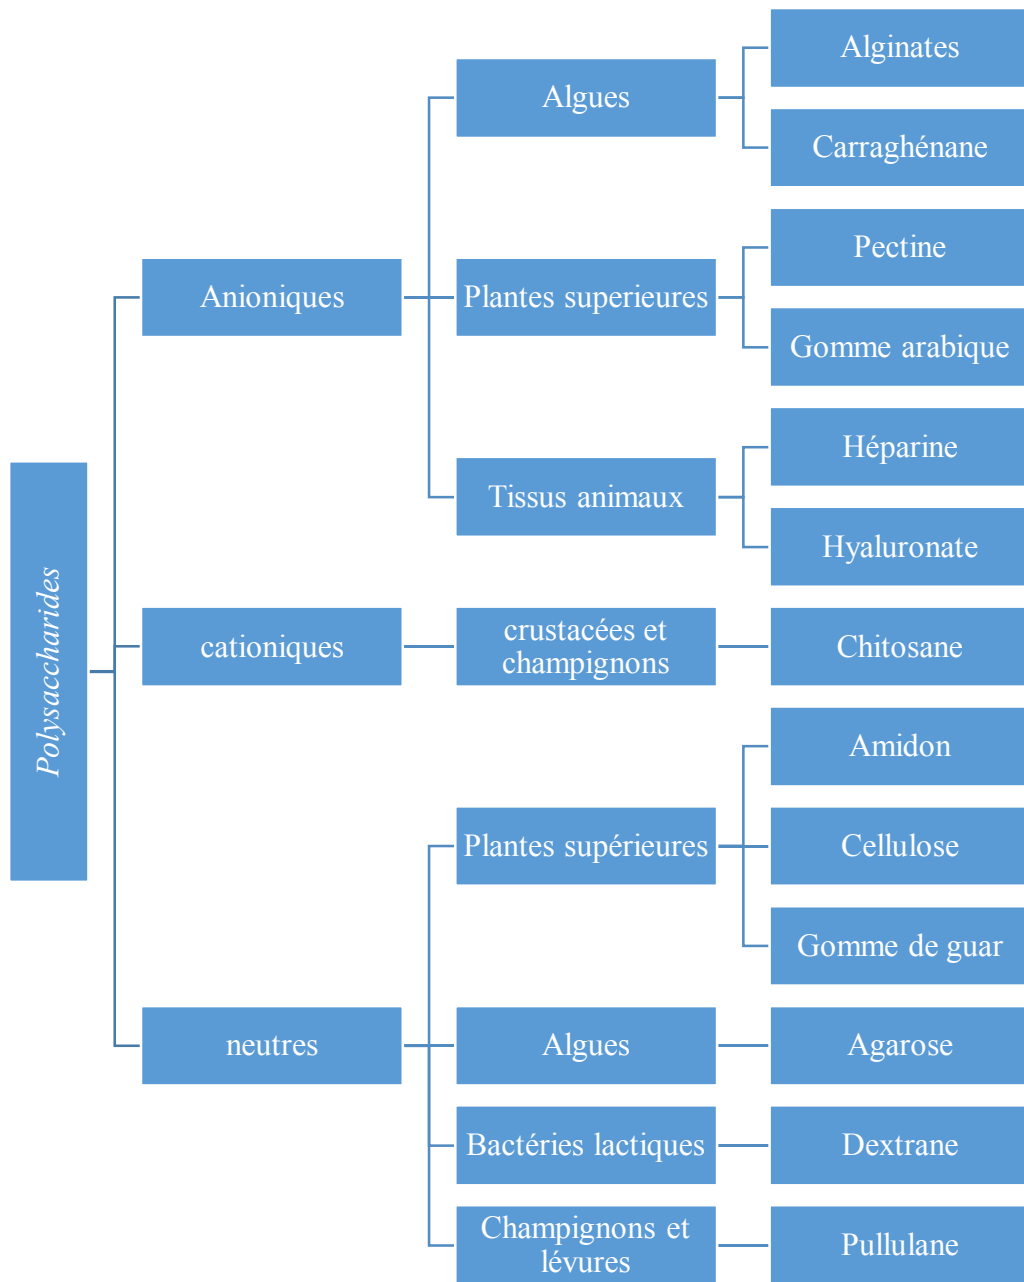 Polysaccharides
Anioniques
Algues
Alginates
Carraghénane
Plantes superieures
Pectine
Gomme arabique
Tissus animaux
Héparine
Hyaluronate
cationiques
crustacées et
champignons
Chitosane
neutres
Plantes supérieures
Amidon
Cellulose
Gomme de guar
Algues
Agarose
Bactéries lactiques
Dextrane
Champignons et
lévures
Pullulane